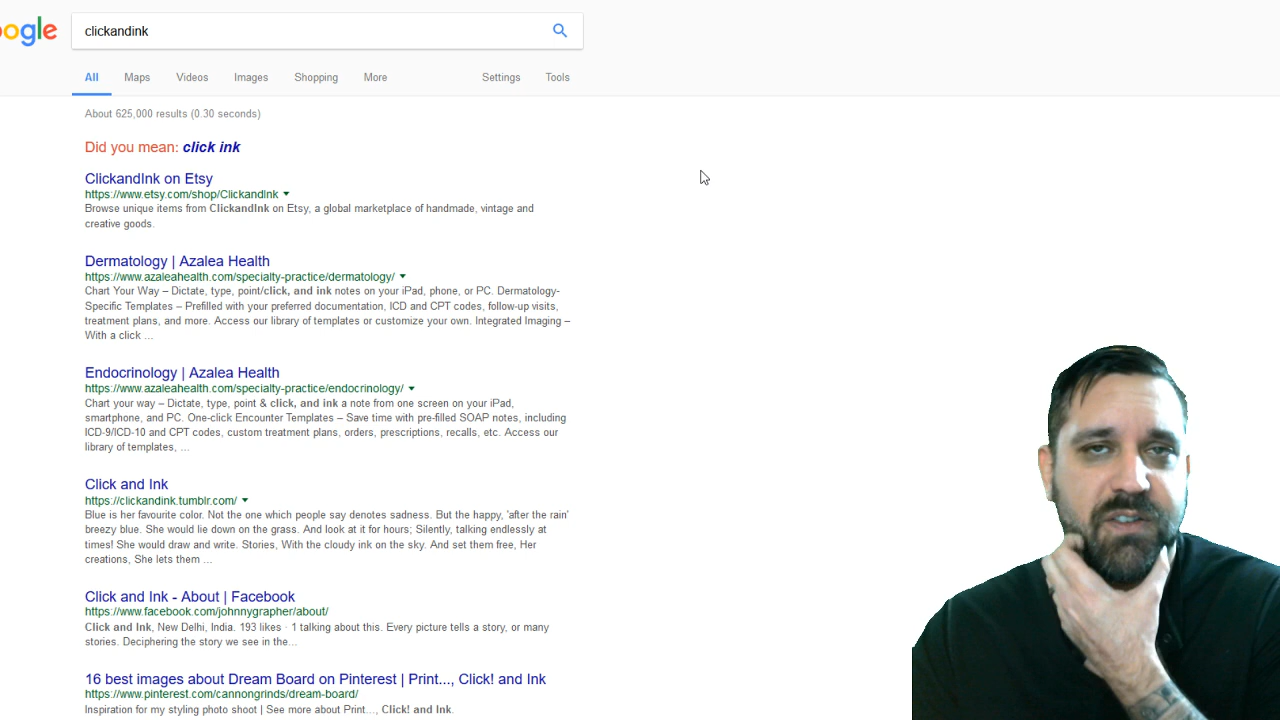 oogle
clickandink
All Maps Videos Images Shopping More Settings Tools
About 625,000 results (0.30 seconds)
Did you mean: click ink
ClickandInk on Etsy
https://www.etsy.com/shop/ClickandInk
Browse unique items from ClickandInk on Etsy, a global marketplace of handmade, vintage and
creative goods.
Dermatology | Azalea Health
https://www.azaleahealth.com/specialty-practice/dermatology/
Chart Your Way – Dictate, type, point/click, and ink notes on your iPad, phone, or PC. Dermatology-
Specific Templates – Prefilled with your preferred documentation, ICD and CPT codes, follow-up visits,
treatment plans, and more. Access our library of templates or customize your own. Integrated Imaging –
With a click ...
Endocrinology | Azalea Health
https://www.azaleahealth.com/specialty-practice/endocrinology/
Chart your way – Dictate, type, point & click, and ink a note from one screen on your iPad,
smartphone, and PC. One-click Encounter Templates – Save time with pre-filled SOAP notes, including
ICD-9/ICD-10 and CPT codes, custom treatment plans, orders, prescriptions, recalls, etc. Access our
library of templates, ...
Click and Ink
https://clickandink.tumblr.com/
Blue is her favourite color. Not the one which people say denotes sadness. But the happy, 'after the rain'
breezy blue. She would lie down on the grass. And look at it for hours; Silently, talking endlessly at
times! She would draw and write. Stories, With the cloudy ink on the sky. And set them free, Her
creations, She lets them ...
Click and Ink - About | Facebook
https://www.facebook.com/johnnygrapher/about/
Click and Ink, New Delhi, India. 193 likes · 1 talking about this. Every picture tells a story, or many
stories. Deciphering the story we see in the...
16 best images about Dream Board on Pinterest | Print..., Click! and Ink
https://www.pinterest.com/cannongrinds/dream-board/
Inspiration for my styling photo shoot | See more about Print..., Click! and Ink.